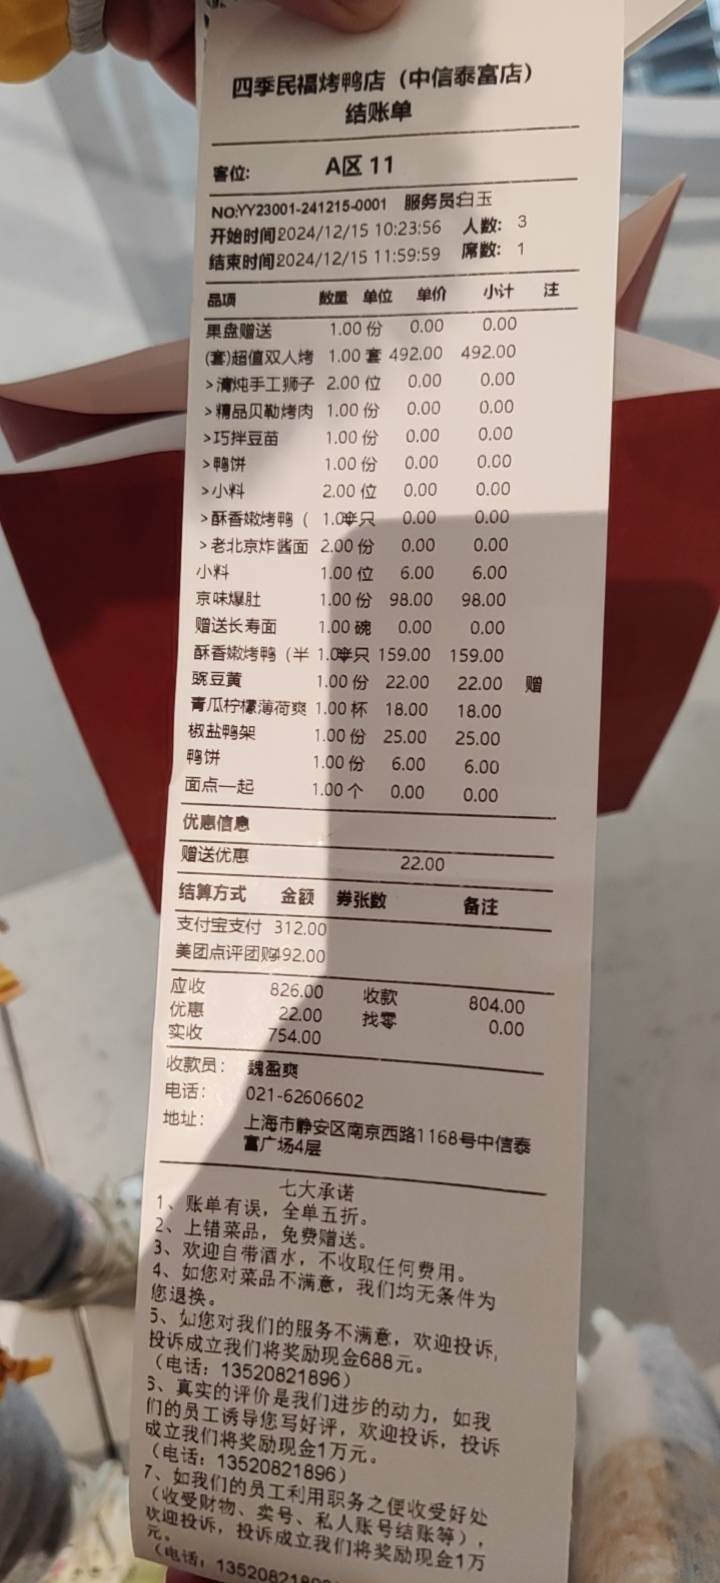 四季民福烤鸭店（中信泰富店）
结账单
客位: A区 11
NO:YY23001-241215-0001 服务员:白玉
开始时间2024/12/15 10:23:56 人数: 3
结束时间2024/12/15 11:59:59 席数: 1
品项 数量 单位 单价 小计 注
果盘赠送 1.00 份 0.00 0.00
(套)超值双人烤 1.00 套 492.00 492.00
>清炖手工狮子 2.00 位 0.00 0.00
>精品贝勒烤肉 1.00 份 0.00 0.00
>巧拌豆苗 1.00 份 0.00 0.00
>鸭饼 1.00 份 0.00 0.00
>小料 2.00 位 0.00 0.00
>酥香嫩烤鸭（ 1.0半只 0.00 0.00
>老北京炸酱面 2.00 份 0.00 0.00
小料 1.00 位 6.00 6.00
京味爆肚 1.00 份 98.00 98.00
赠送长寿面 1.00 碗 0.00 0.00
酥香嫩烤鸭（半 1.0半只 159.00 159.00
豌豆黄 1.00 份 22.00 22.00 赠
青瓜柠檬薄荷爽 1.00 杯 18.00 18.00
椒盐鸭架 1.00 份 25.00 25.00
鸭饼 1.00 份 6.00 6.00
面点一起 1.00 个 0.00 0.00
优惠信息
赠送优惠 22.00
结算方式 金额 券张数 备注
支付宝支付 312.00
美团点评团购492.00
应收 826.00 收款 804.00
优惠 22.00 找零 0.00
实收 754.00
收款员: 魏盈爽
电话: 021-62606602
地址: 上海市静安区南京西路1168号中信泰
富广场4层
七大承诺
1、账单有误，全单五折。
2、上错菜品，免费赠送。
3、欢迎自带酒水，不收取任何费用。
4、如您对菜品不满意，我们均无条件为
您退换。
5、如您对我们的服务不满意，欢迎投诉,
投诉成立我们将奖励现金688元。
（电话：13520821896）
6、真实的评价是我们进步的动力，如我
们的员工诱导您写好评，欢迎投诉，投诉
成立我们将奖励现金1万元。
（电话：13520821896）
7、如我们的员工利用职务之便收受好处
（收受财物、卖号、私人账号结账等），
欢迎投诉，投诉成立我们将奖励现金1万
元。
（电话：13520821896